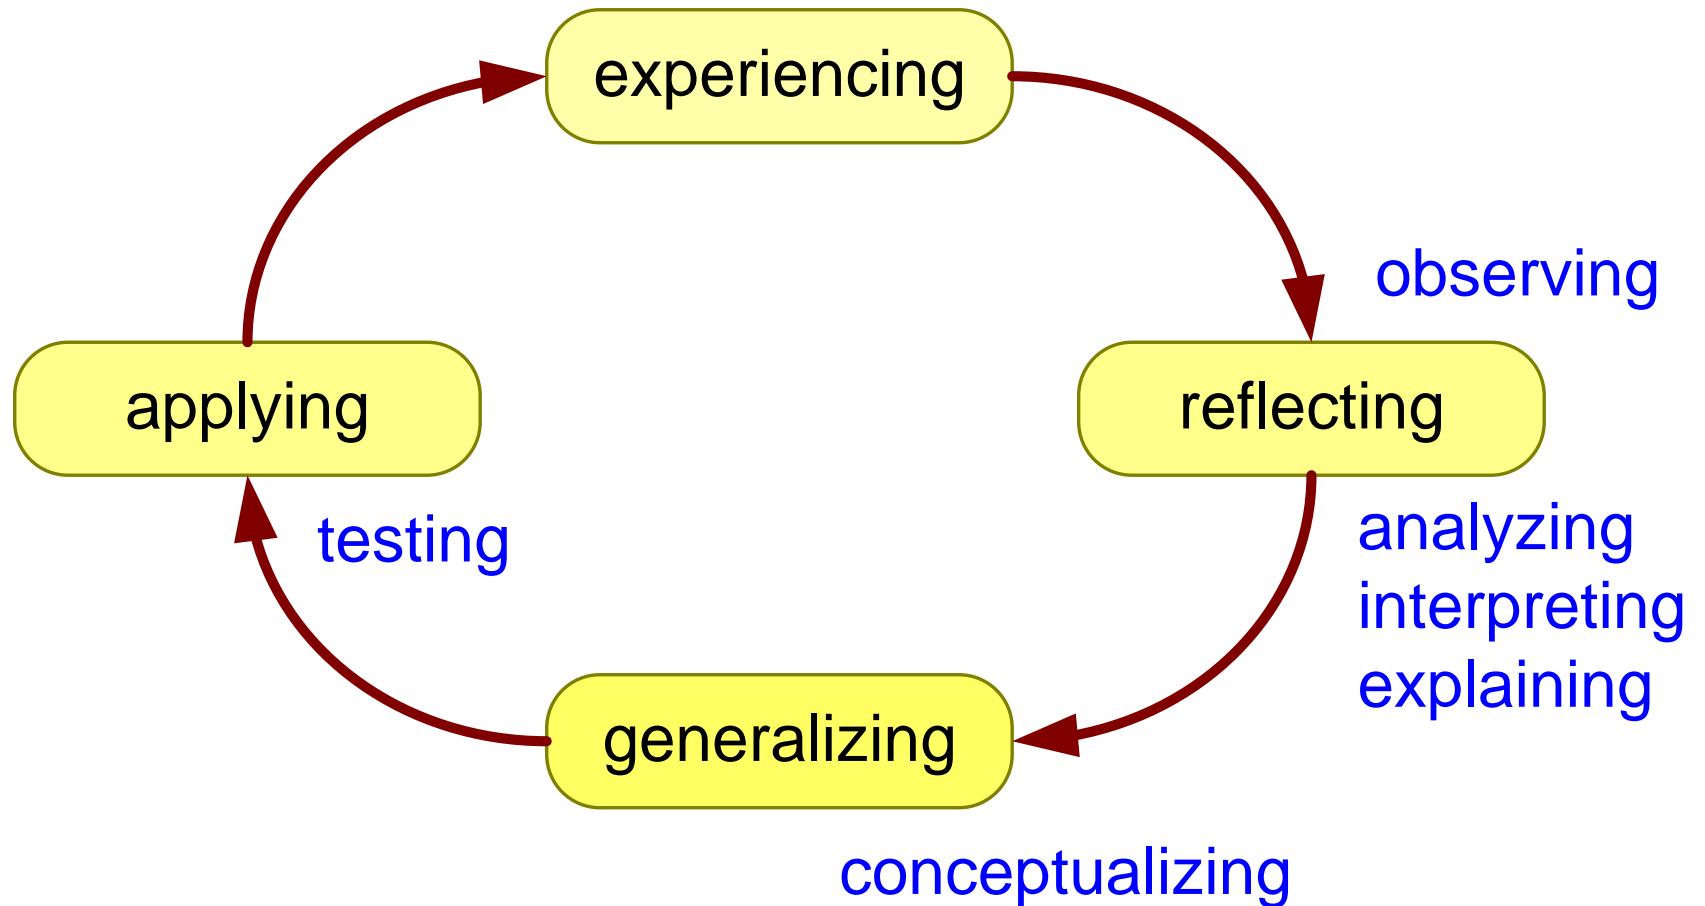 experiencing
observing
applying
reflecting
testing
analyzing
interpreting
explaining
generalizing
conceptualizing